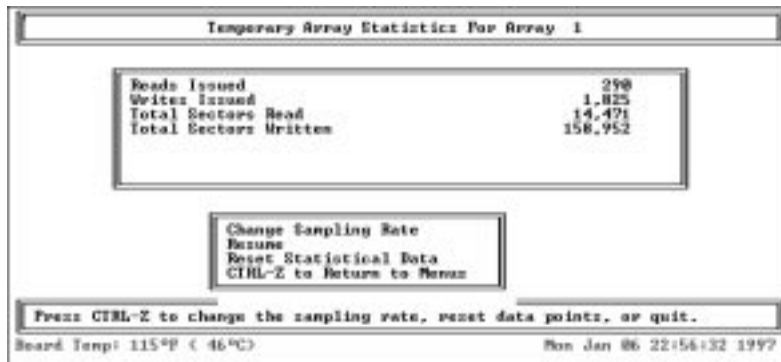 Temporary Array Statistics For Array 1
Reads Issued 290
Writes Issued 1,825
Total Sectors Read 14,471
Total Sectors Written 158,952
Change Sampling Rate
Resume
Reset Statistical Data
CTRL-Z to Return to Menus
Press CTRL-Z to change the sampling rate, reset data points, or quit.
Board Temp: 115°F ( 46°C) Mon Jan 06 22:56:32 1997